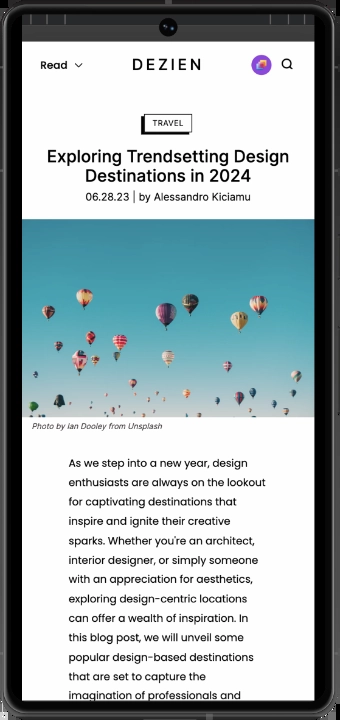 Read
DEZIEN
TRAVEL
Exploring Trendsetting Design
Destinations in 2024
06.28.23 | by Alessandro Kiciamu
Photo by Ian Dooley from Unsplash
As we step into a new year, design
enthusiasts are always on the lookout
for captivating destinations that
inspire and ignite their creative
sparks. Whether you're an architect,
interior designer, or simply someone
with an appreciation for aesthetics,
exploring design-centric locations
can offer a wealth of inspiration. In
this blog post, we will unveil some
popular design-based destinations
that are set to capture the
imagination of professionals and